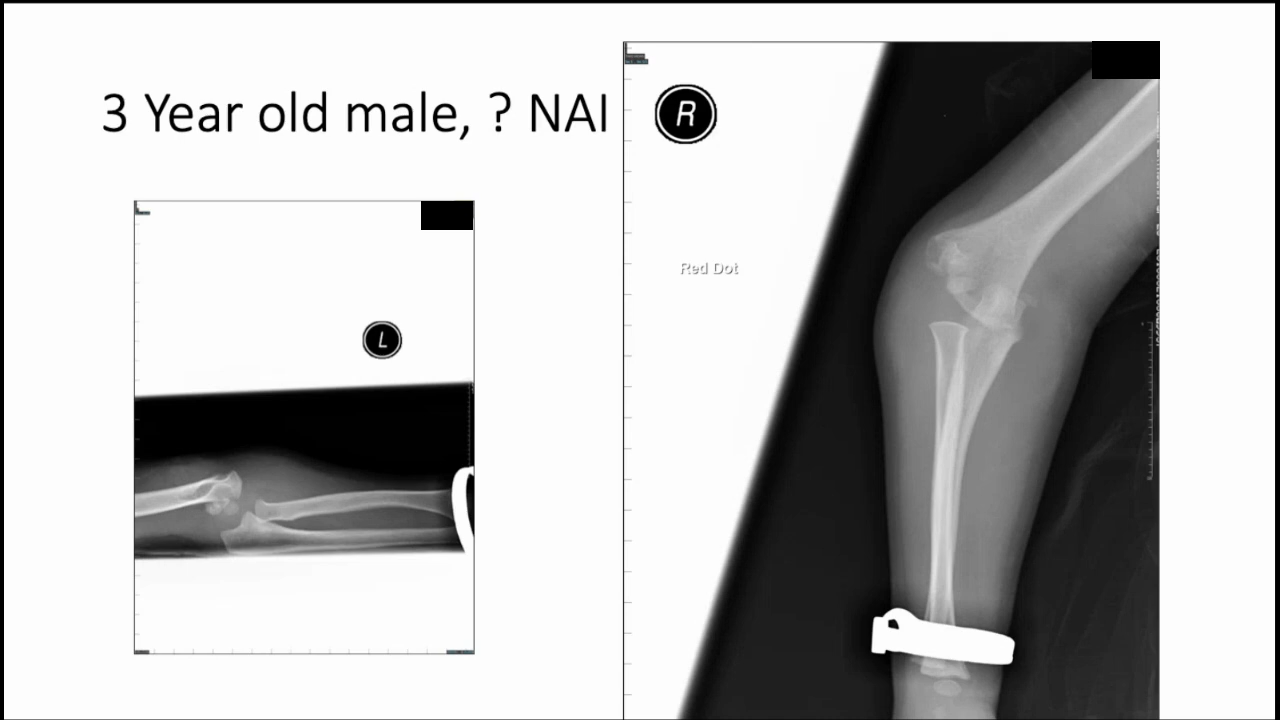 3 Year old male, ? NAI
R
Red Dot
L